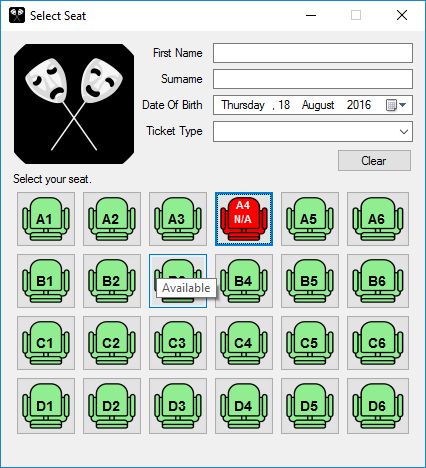 Select Seat
First Name
Surname
Date Of Birth Thursday , 18 August 2016
Ticket Type
Clear
Select your seat.
A1 A2 A3 A4 N/A A5 A6
B1 B2 B4 B5 B6
Available
C1 C2 C3 C4 C5 C6
D1 D2 D3 D4 D5 D6